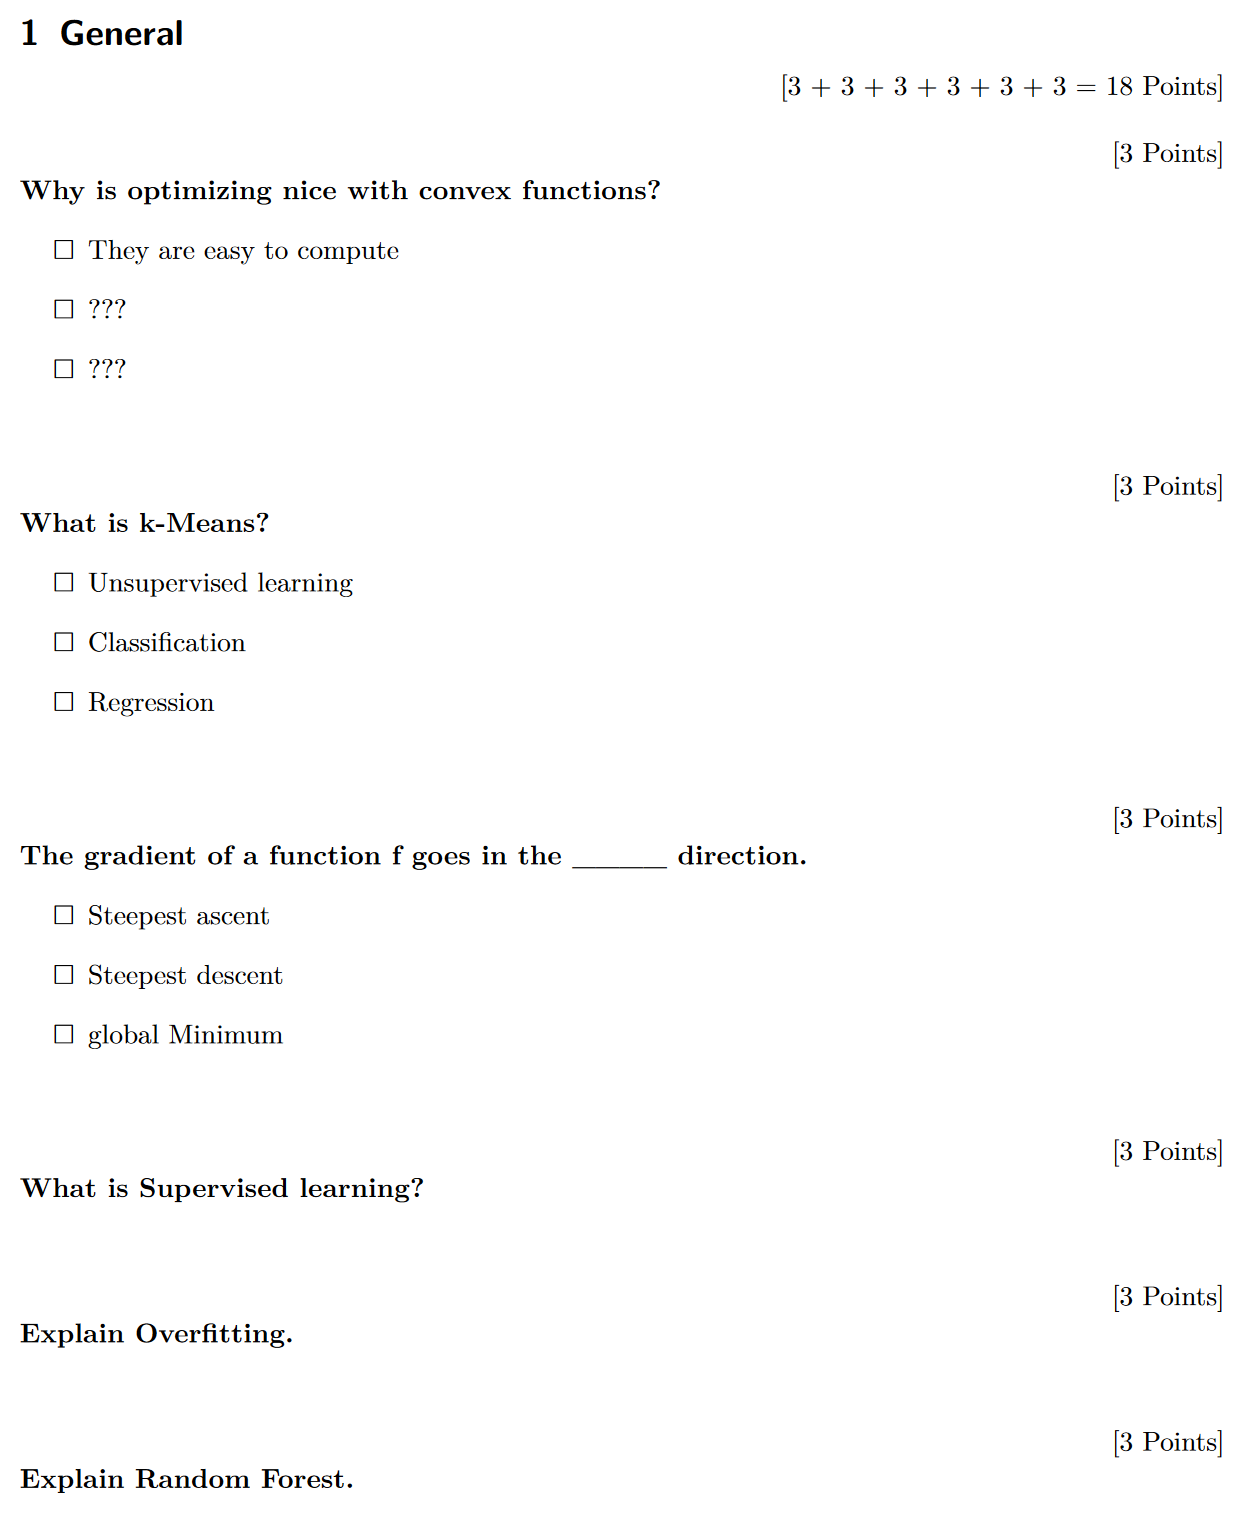 1 General
[3 + 3 + 3 + 3 + 3 + 3 = 18 Points]
[3 Points]
Why is optimizing nice with convex functions?
☐ They are easy to compute
☐ ???
☐ ???
[3 Points]
What is k-Means?
☐ Unsupervised learning
☐ Classification
☐ Regression
[3 Points]
The gradient of a function f goes in the ______ direction.
☐ Steepest ascent
☐ Steepest descent
☐ global Minimum
[3 Points]
What is Supervised learning?
[3 Points]
Explain Overfitting.
[3 Points]
Explain Random Forest.